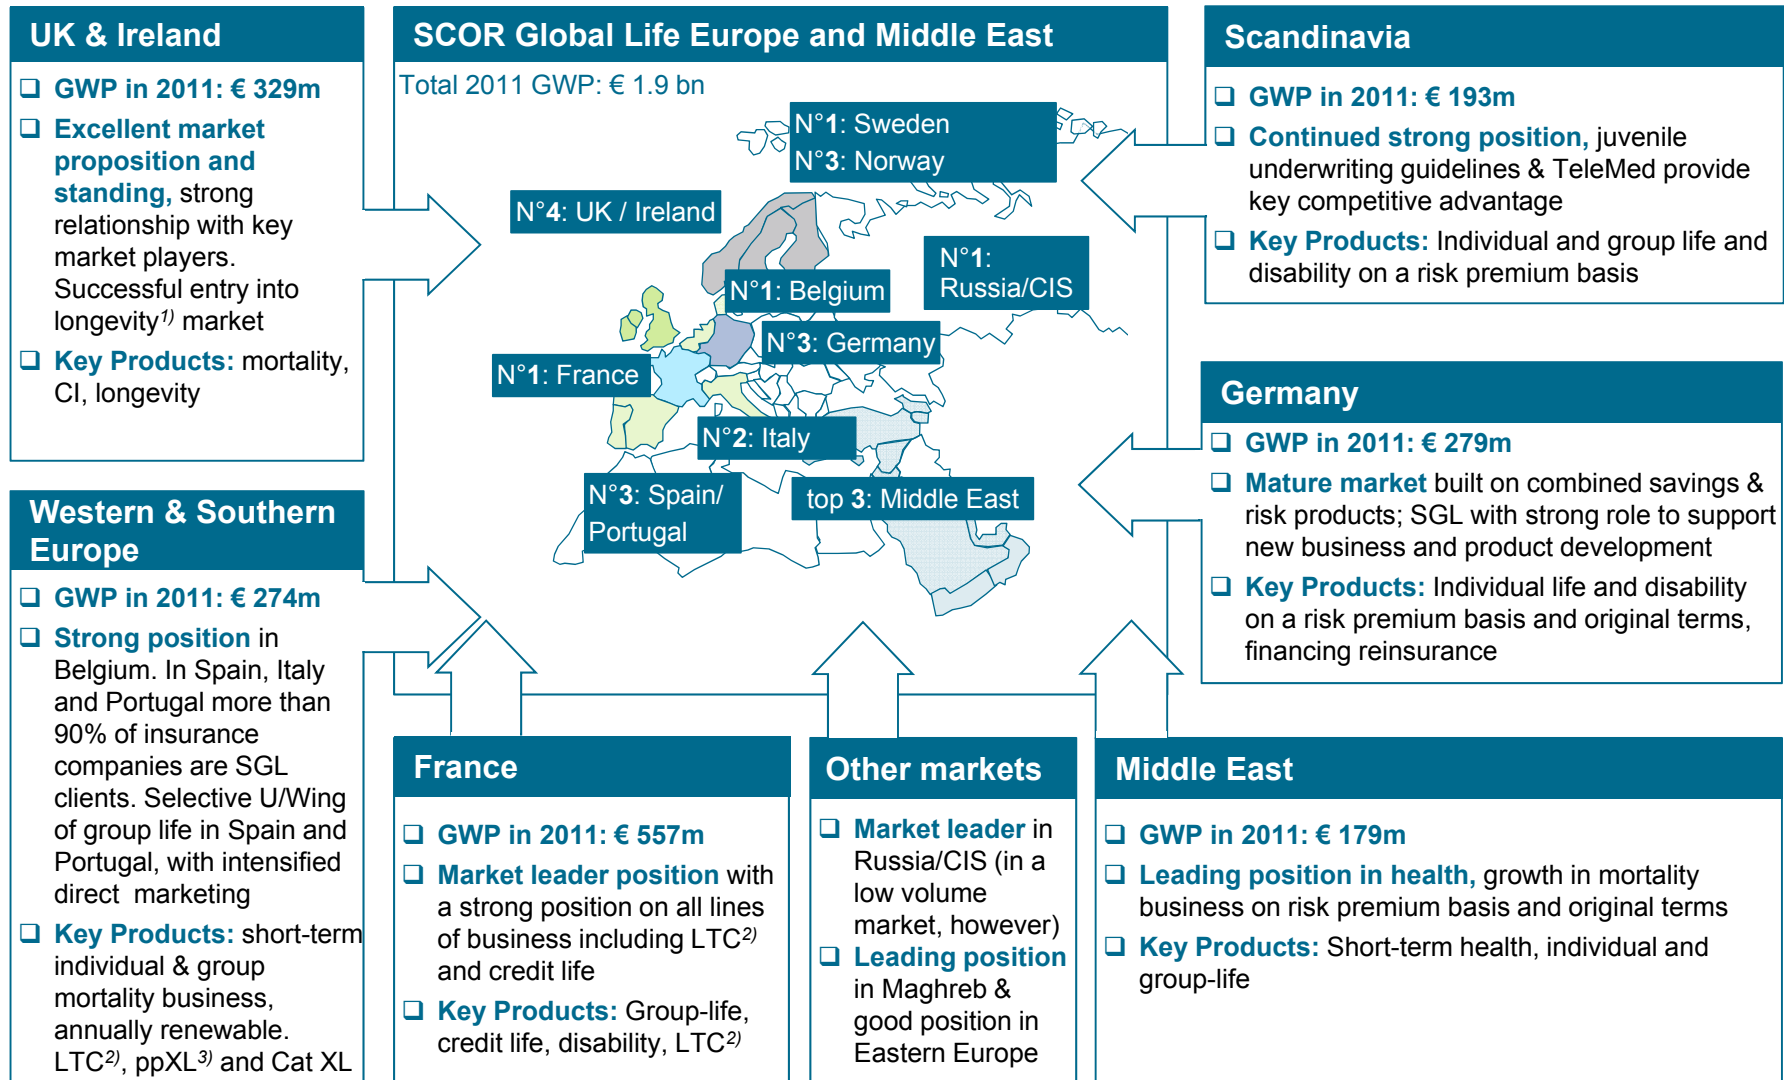 UK & Ireland
❑ GWP in 2011: € 329m
❑ Excellent market
proposition and
standing, strong
relationship with key
market players.
Successful entry into
longevity1) market
❑ Key Products: mortality,
CI, longevity
Western & Southern
Europe
❑ GWP in 2011: € 274m
❑ Strong position in
Belgium. In Spain, Italy
and Portugal more than
90% of insurance
companies are SGL
clients. Selective U/Wing
of group life in Spain and
Portugal, with intensified
direct marketing
❑ Key Products: short-term
individual & group
mortality business,
annually renewable.
LTC2), ppXL3) and Cat XL
SCOR Global Life Europe and Middle East
Total 2011 GWP: € 1.9 bn
N°1: Sweden
N°3: Norway
N°4: UK / Ireland
N°1:
Russia/CIS
N°1: Belgium
N°3: Germany
N°1: France
N°2: Italy
N°3: Spain/
Portugal
top 3: Middle East
Scandinavia
❑ GWP in 2011: € 193m
❑ Continued strong position, juvenile
underwriting guidelines & TeleMed provide
key competitive advantage
❑ Key Products: Individual and group life and
disability on a risk premium basis
Germany
❑ GWP in 2011: € 279m
❑ Mature market built on combined savings &
risk products; SGL with strong role to support
new business and product development
❑ Key Products: Individual life and disability
on a risk premium basis and original terms,
financing reinsurance
France
❑ GWP in 2011: € 557m
❑ Market leader position with
a strong position on all lines
of business including LTC2)
and credit life
❑ Key Products: Group-life,
credit life, disability, LTC2)
Other markets
❑ Market leader in
Russia/CIS (in a
low volume
market, however)
❑ Leading position
in Maghreb &
good position in
Eastern Europe
Middle East
❑ GWP in 2011: € 179m
❑ Leading position in health, growth in mortality
business on risk premium basis and original terms
❑ Key Products: Short-term health, individual and
group-life